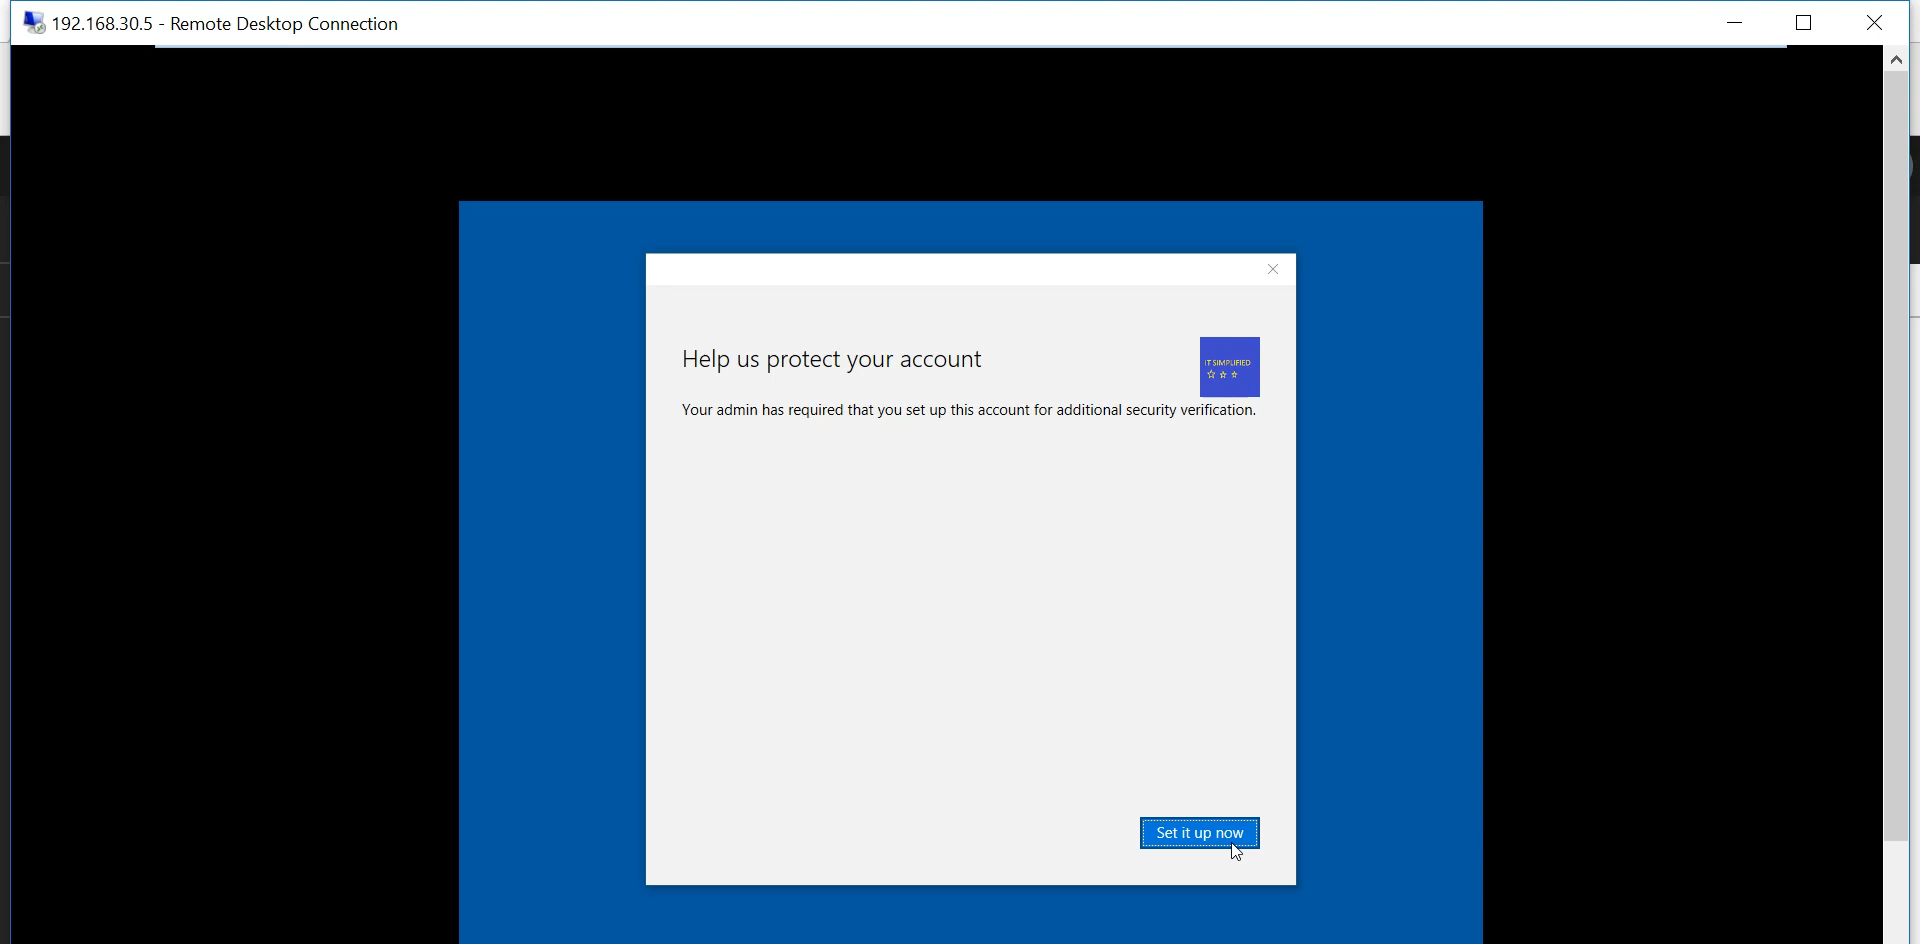 192.168.30.5 - Remote Desktop Connection
Help us protect your account
IT SIMPLIFIED
Your admin has required that you set up this account for additional security verification.
Set it up now